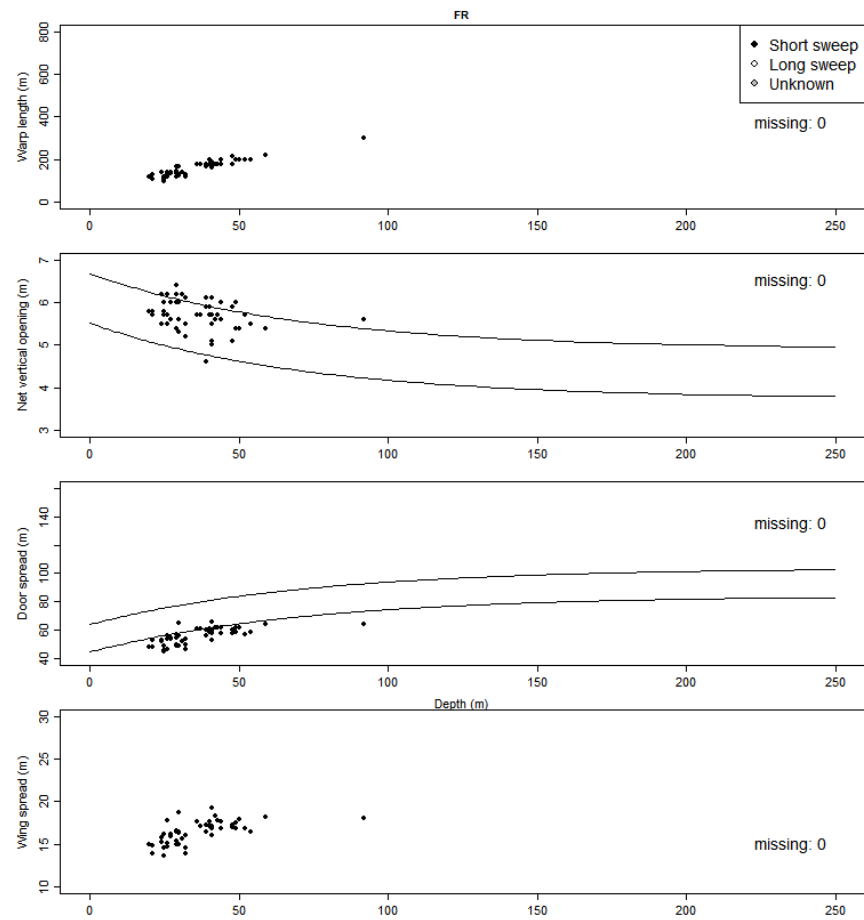 FR
Warp length (m)
800
600
400
200
0
Short sweep
Long sweep
Unknown
missing: 0
0 50 100 150 200 250
Net vertical opening (m)
7
6
5
4
3
missing: 0
0 50 100 150 200 250
Door spread (m)
140
100
80
60
40
missing: 0
0 50 100 150 200 250
Depth (m)
Wing spread (m)
30
25
20
15
10
missing: 0
0 50 100 150 200 250